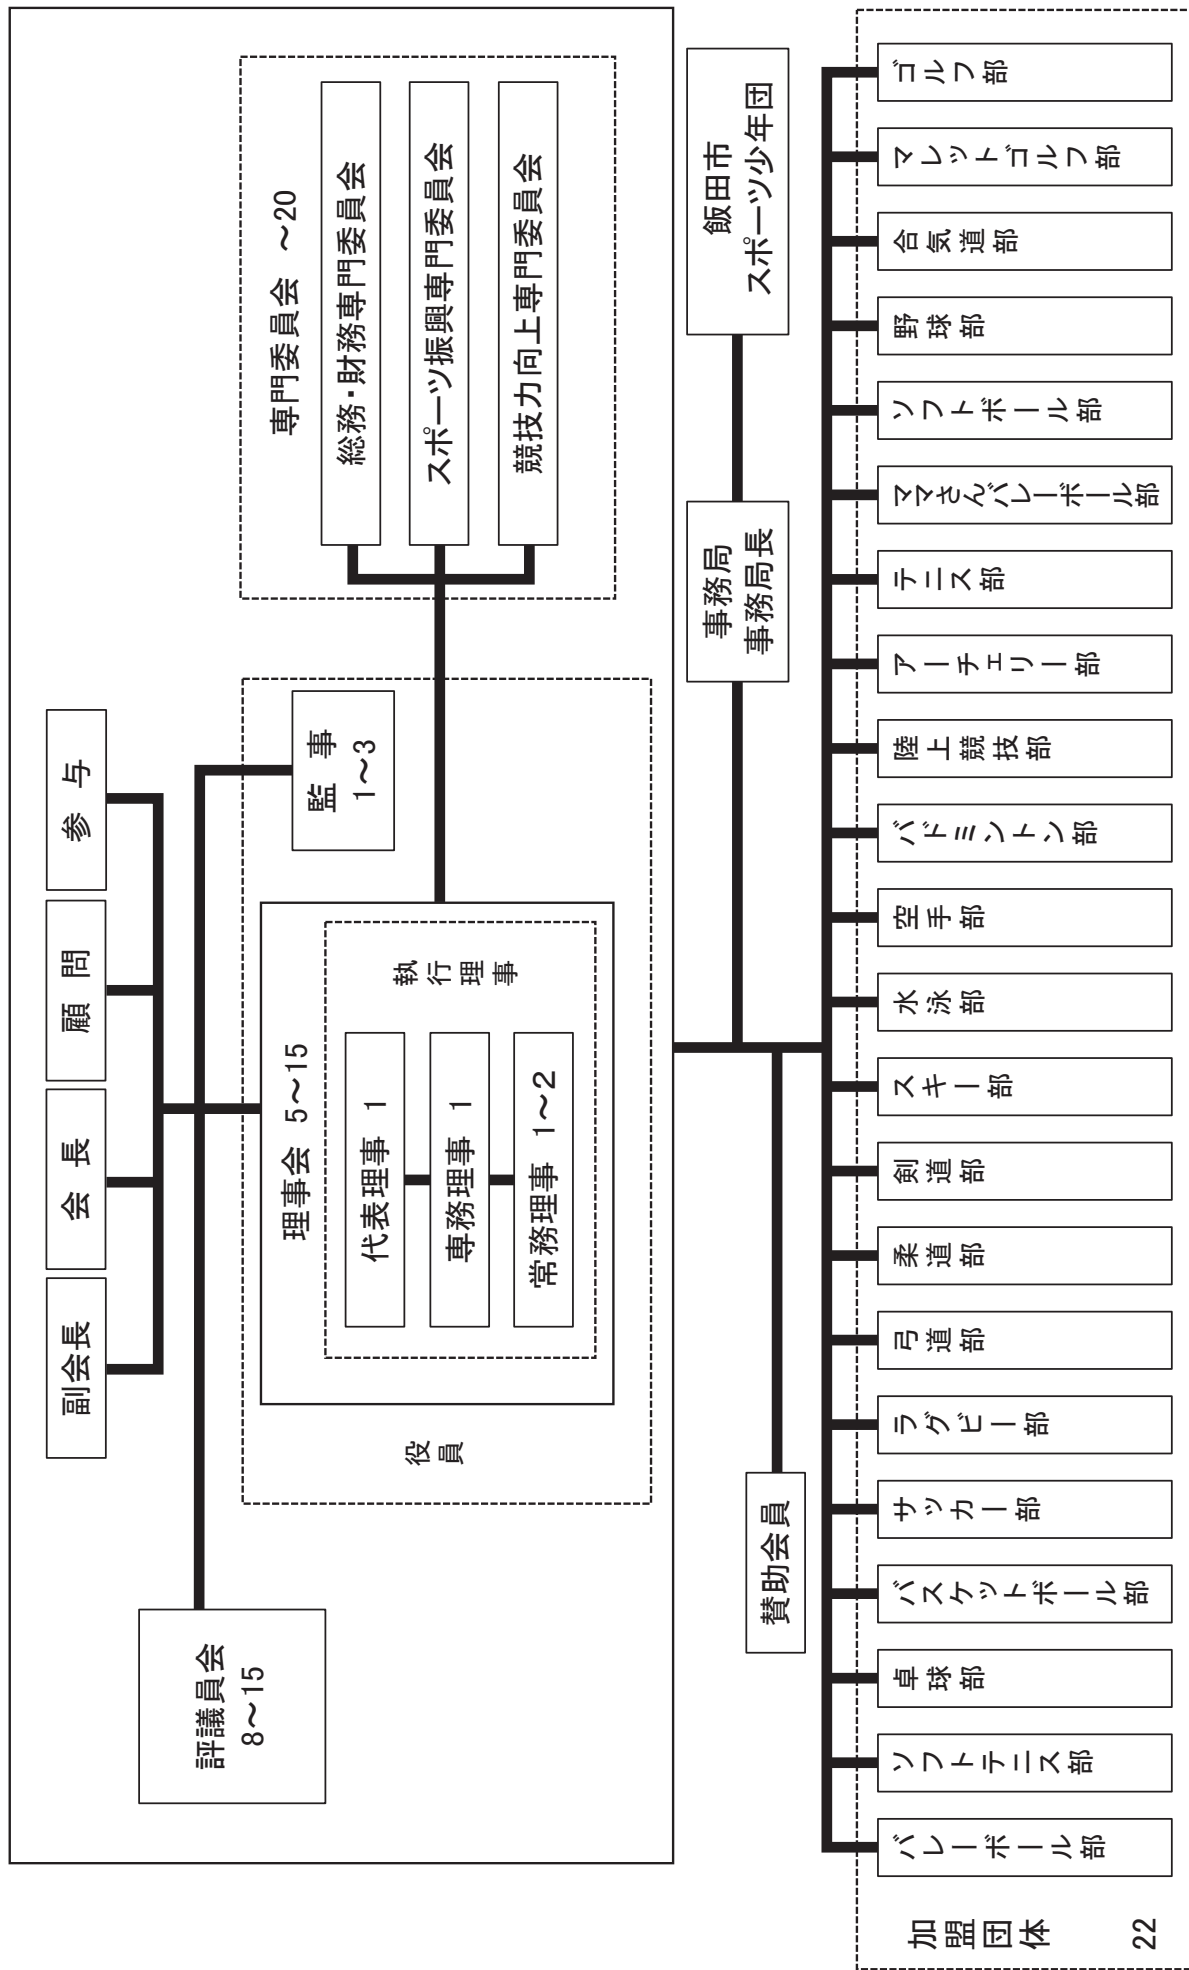 副会長
会長
顧問
参与
評議員会
8～15
監事
1～3
役員
理事会 5～15
執行理事
代表理事 1
専務理事 1
常務理事 1～2
専門委員会 ～20
総務・財務専門委員会
スポーツ振興専門委員会
競技力向上専門委員会
賛助会員
事務局
事務局長
飯田市
スポーツ少年団
加盟団体
22
バレーボール部
ソフトテニス部
卓球部
バスケットボール部
サッカー部
ラグビー部
弓道部
柔道部
剣道部
スキー部
水泳部
空手部
バドミントン部
陸上競技部
アーチェリー部
テニス部
ママさんバレーボール部
ソフトボール部
野球部
合気道部
マレットゴルフ部
ゴルフ部